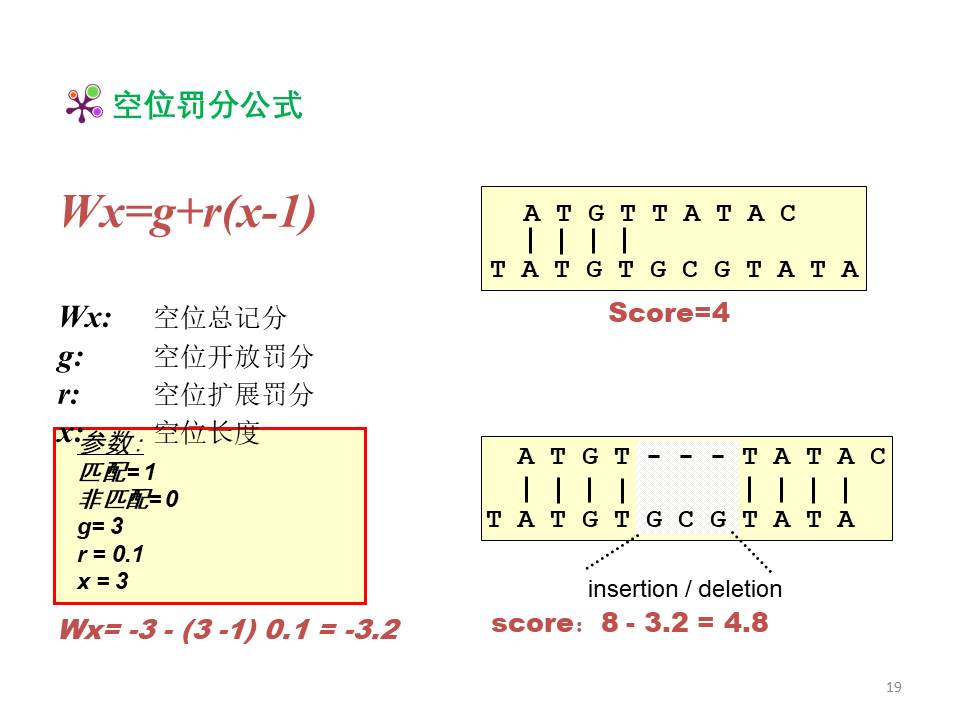 空位罚分公式
Wx=g+r(x-1)
Wx: 空位总记分
g: 空位开放罚分
r: 空位扩展罚分
x: 空位长度
参数:
匹配= 1
非匹配= 0
g= 3
r = 0.1
x = 3
Wx= -3 - (3 -1) 0.1 = -3.2
A T G T T A T A C
T A T G T G C G T A T A
Score=4
A T G T - - - T A T A C
T A T G T G C G T A T A
insertion / deletion
score： 8 - 3.2 = 4.8
19